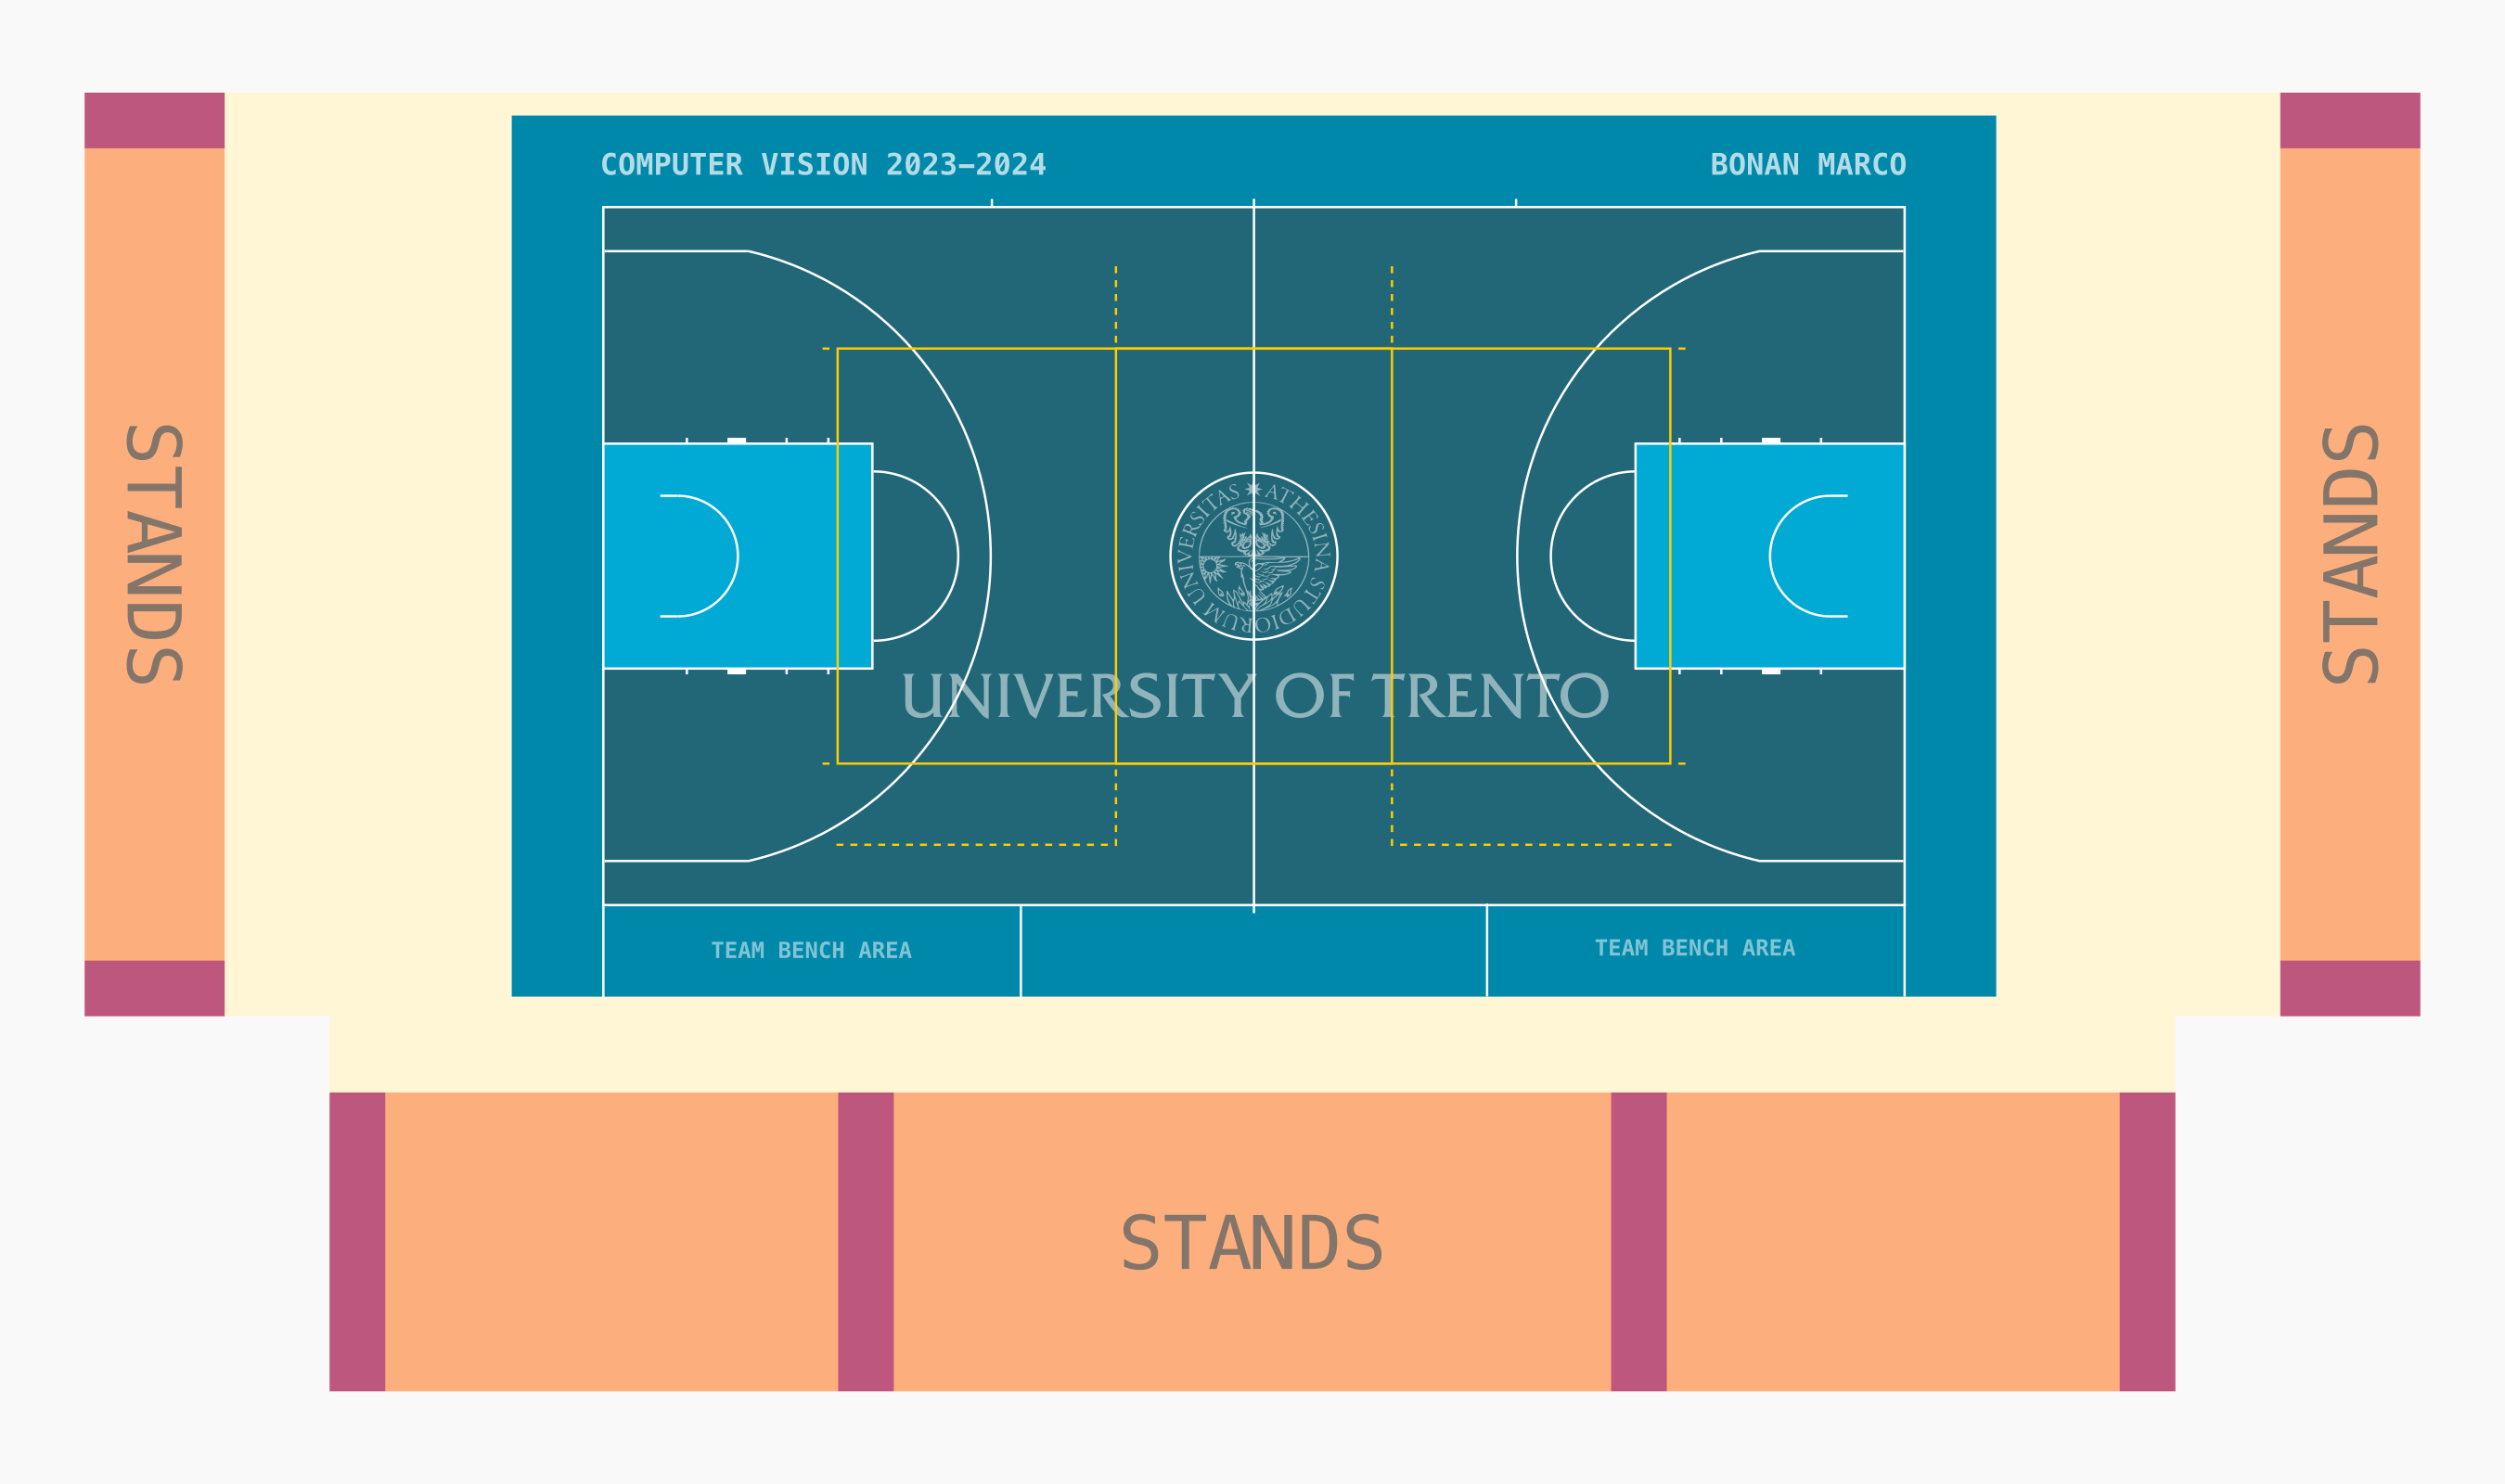 COMPUTER VISION 2023–2024
BONAN MARCO
STANDS
STANDS
ATHESINA STUDIORUM UNIVERSITAS
UNIVERSITY OF TRENTO
TEAM BENCH AREA
TEAM BENCH AREA
STANDS